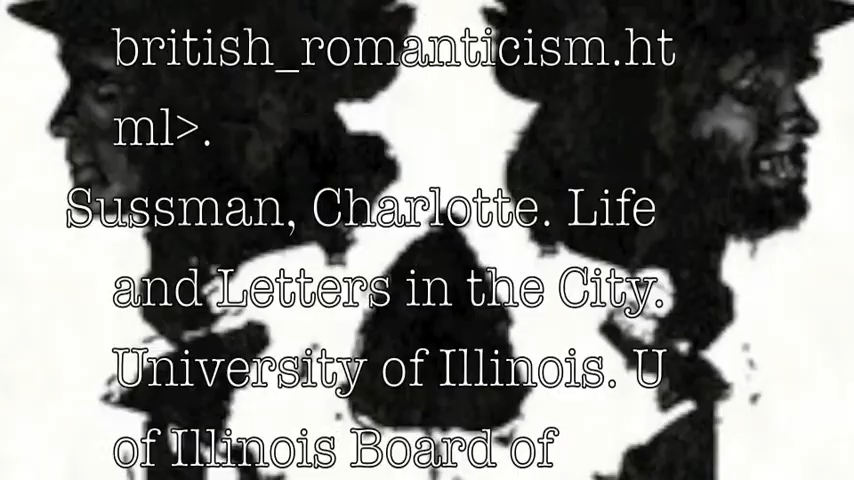 british_romanticism.ht
ml>.
Sussman, Charlotte. Life
and Letters in the City.
University of Illinois. U
of Illinois Board of